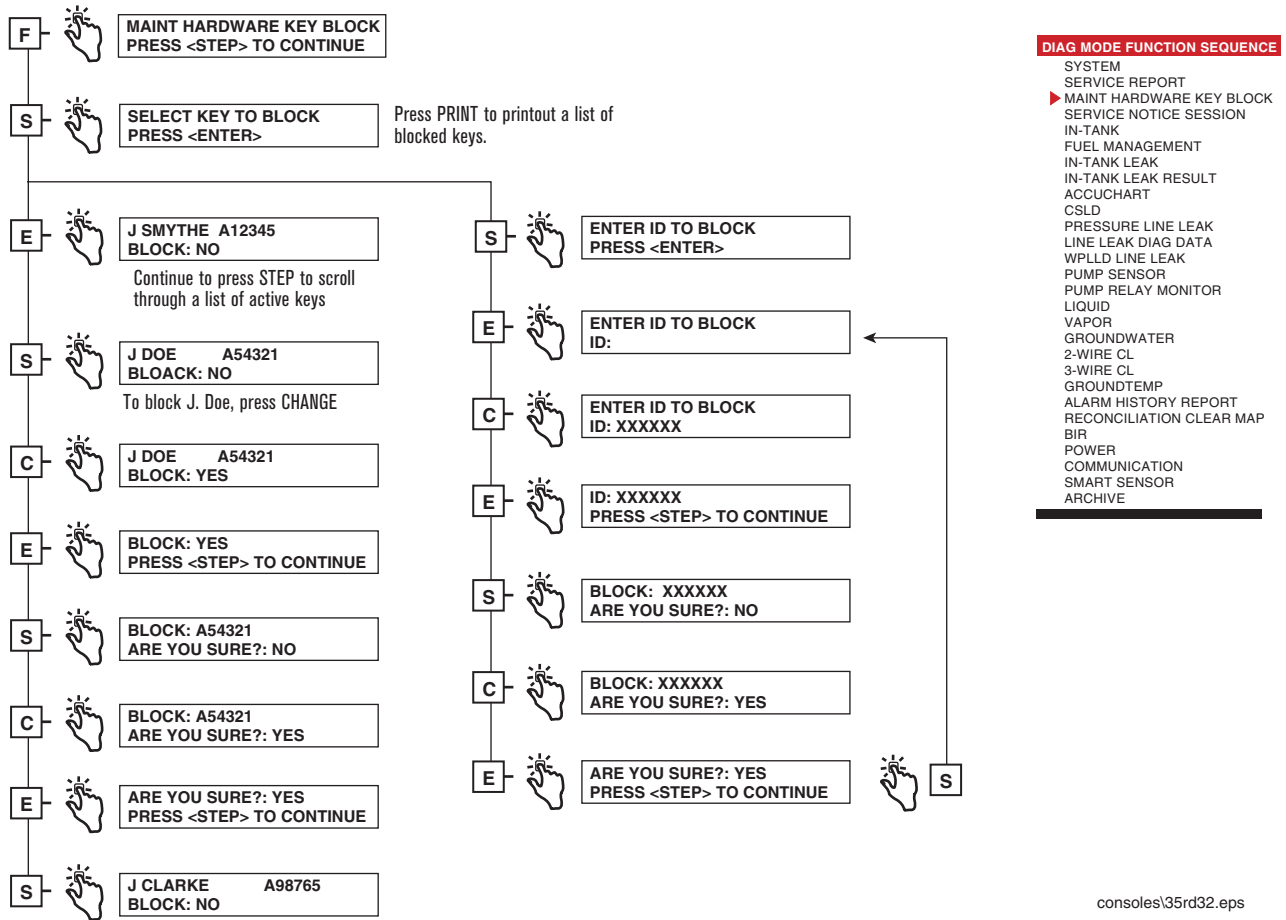 F
MAINT HARDWARE KEY BLOCK
PRESS <STEP> TO CONTINUE
S
SELECT KEY TO BLOCK
PRESS <ENTER>
Press PRINT to printout a list of
blocked keys.
E
J SMYTHE A12345
BLOCK: NO
Continue to press STEP to scroll
through a list of active keys
S
J DOE A54321
BLOACK: NO
To block J. Doe, press CHANGE
C
J DOE A54321
BLOCK: YES
E
BLOCK: YES
PRESS <STEP> TO CONTINUE
S
BLOCK: A54321
ARE YOU SURE?: NO
C
BLOCK: A54321
ARE YOU SURE?: YES
E
ARE YOU SURE?: YES
PRESS <STEP> TO CONTINUE
S
J CLARKE A98765
BLOCK: NO
S
ENTER ID TO BLOCK
PRESS <ENTER>
E
ENTER ID TO BLOCK
ID:
C
ENTER ID TO BLOCK
ID: XXXXXX
E
ID: XXXXXX
PRESS <STEP> TO CONTINUE
S
BLOCK: XXXXXX
ARE YOU SURE?: NO
C
BLOCK: XXXXXX
ARE YOU SURE?: YES
E
ARE YOU SURE?: YES
PRESS <STEP> TO CONTINUE
S
DIAG MODE FUNCTION SEQUENCE
SYSTEM
SERVICE REPORT
MAINT HARDWARE KEY BLOCK
SERVICE NOTICE SESSION
IN-TANK
FUEL MANAGEMENT
IN-TANK LEAK
IN-TANK LEAK RESULT
ACCUCHART
CSLD
PRESSURE LINE LEAK
LINE LEAK DIAG DATA
WPLLD LINE LEAK
PUMP SENSOR
PUMP RELAY MONITOR
LIQUID
VAPOR
GROUNDWATER
2-WIRE CL
3-WIRE CL
GROUNDTEMP
ALARM HISTORY REPORT
RECONCILIATION CLEAR MAP
BIR
POWER
COMMUNICATION
SMART SENSOR
ARCHIVE
consoles\35rd32.eps